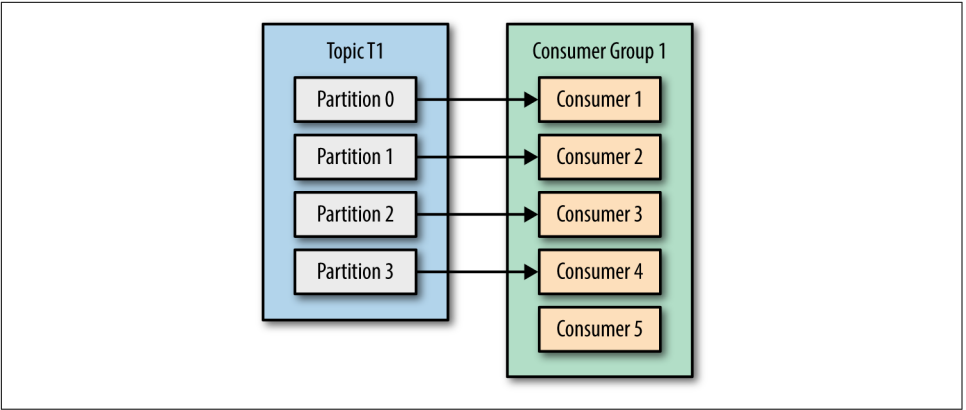 Topic T1
Partition 0
Partition 1
Partition 2
Partition 3
Consumer Group 1
Consumer 1
Consumer 2
Consumer 3
Consumer 4
Consumer 5